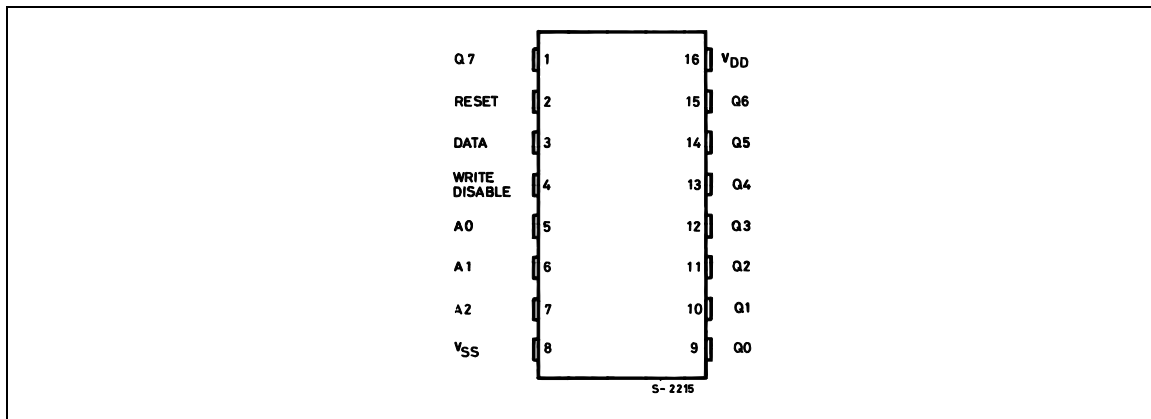 Q7 1 16 VDD
RESET 2 15 Q6
DATA 3 14 Q5
WRITE
DISABLE 4 13 Q4
A0 5 12 Q3
A1 6 11 Q2
A2 7 10 Q1
VSS 8 9 Q0
S-2215